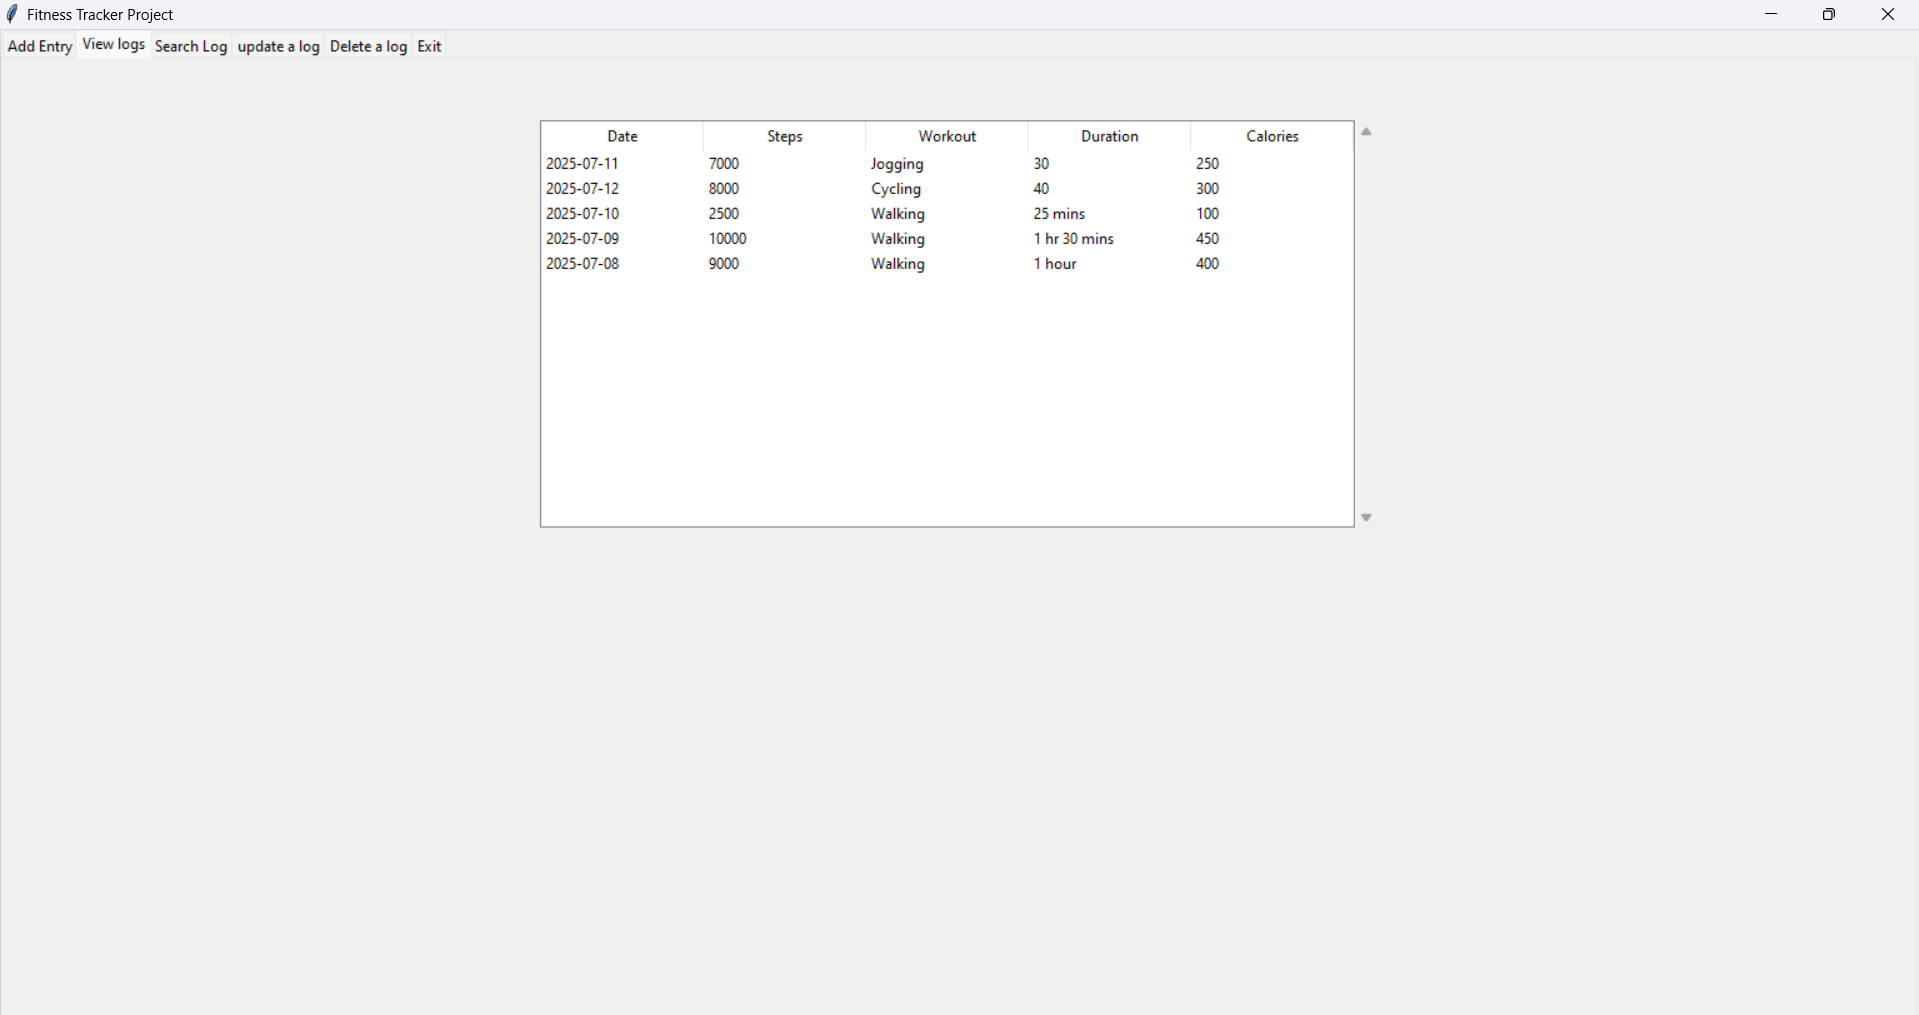 Fitness Tracker Project
Add Entry View logs Search Log update a log Delete a log Exit
Date Steps Workout Duration Calories
2025-07-11 7000 Jogging 30 250
2025-07-12 8000 Cycling 40 300
2025-07-10 2500 Walking 25 mins 100
2025-07-09 10000 Walking 1 hr 30 mins 450
2025-07-08 9000 Walking 1 hour 400